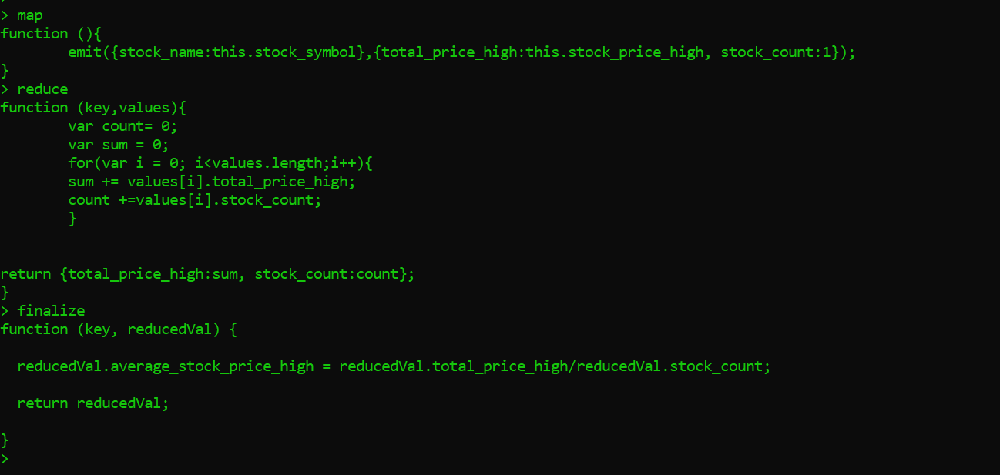 > map
function (){
        emit({stock_name:this.stock_symbol},{total_price_high:this.stock_price_high, stock_count:1});
}
> reduce
function (key,values){
        var count= 0;
        var sum = 0;
        for(var i = 0; i<values.length;i++){
        sum += values[i].total_price_high;
        count +=values[i].stock_count;
        }
return {total_price_high:sum, stock_count:count};
}
> finalize
function (key, reducedVal) {
  reducedVal.average_stock_price_high = reducedVal.total_price_high/reducedVal.stock_count;
  return reducedVal;
}
>